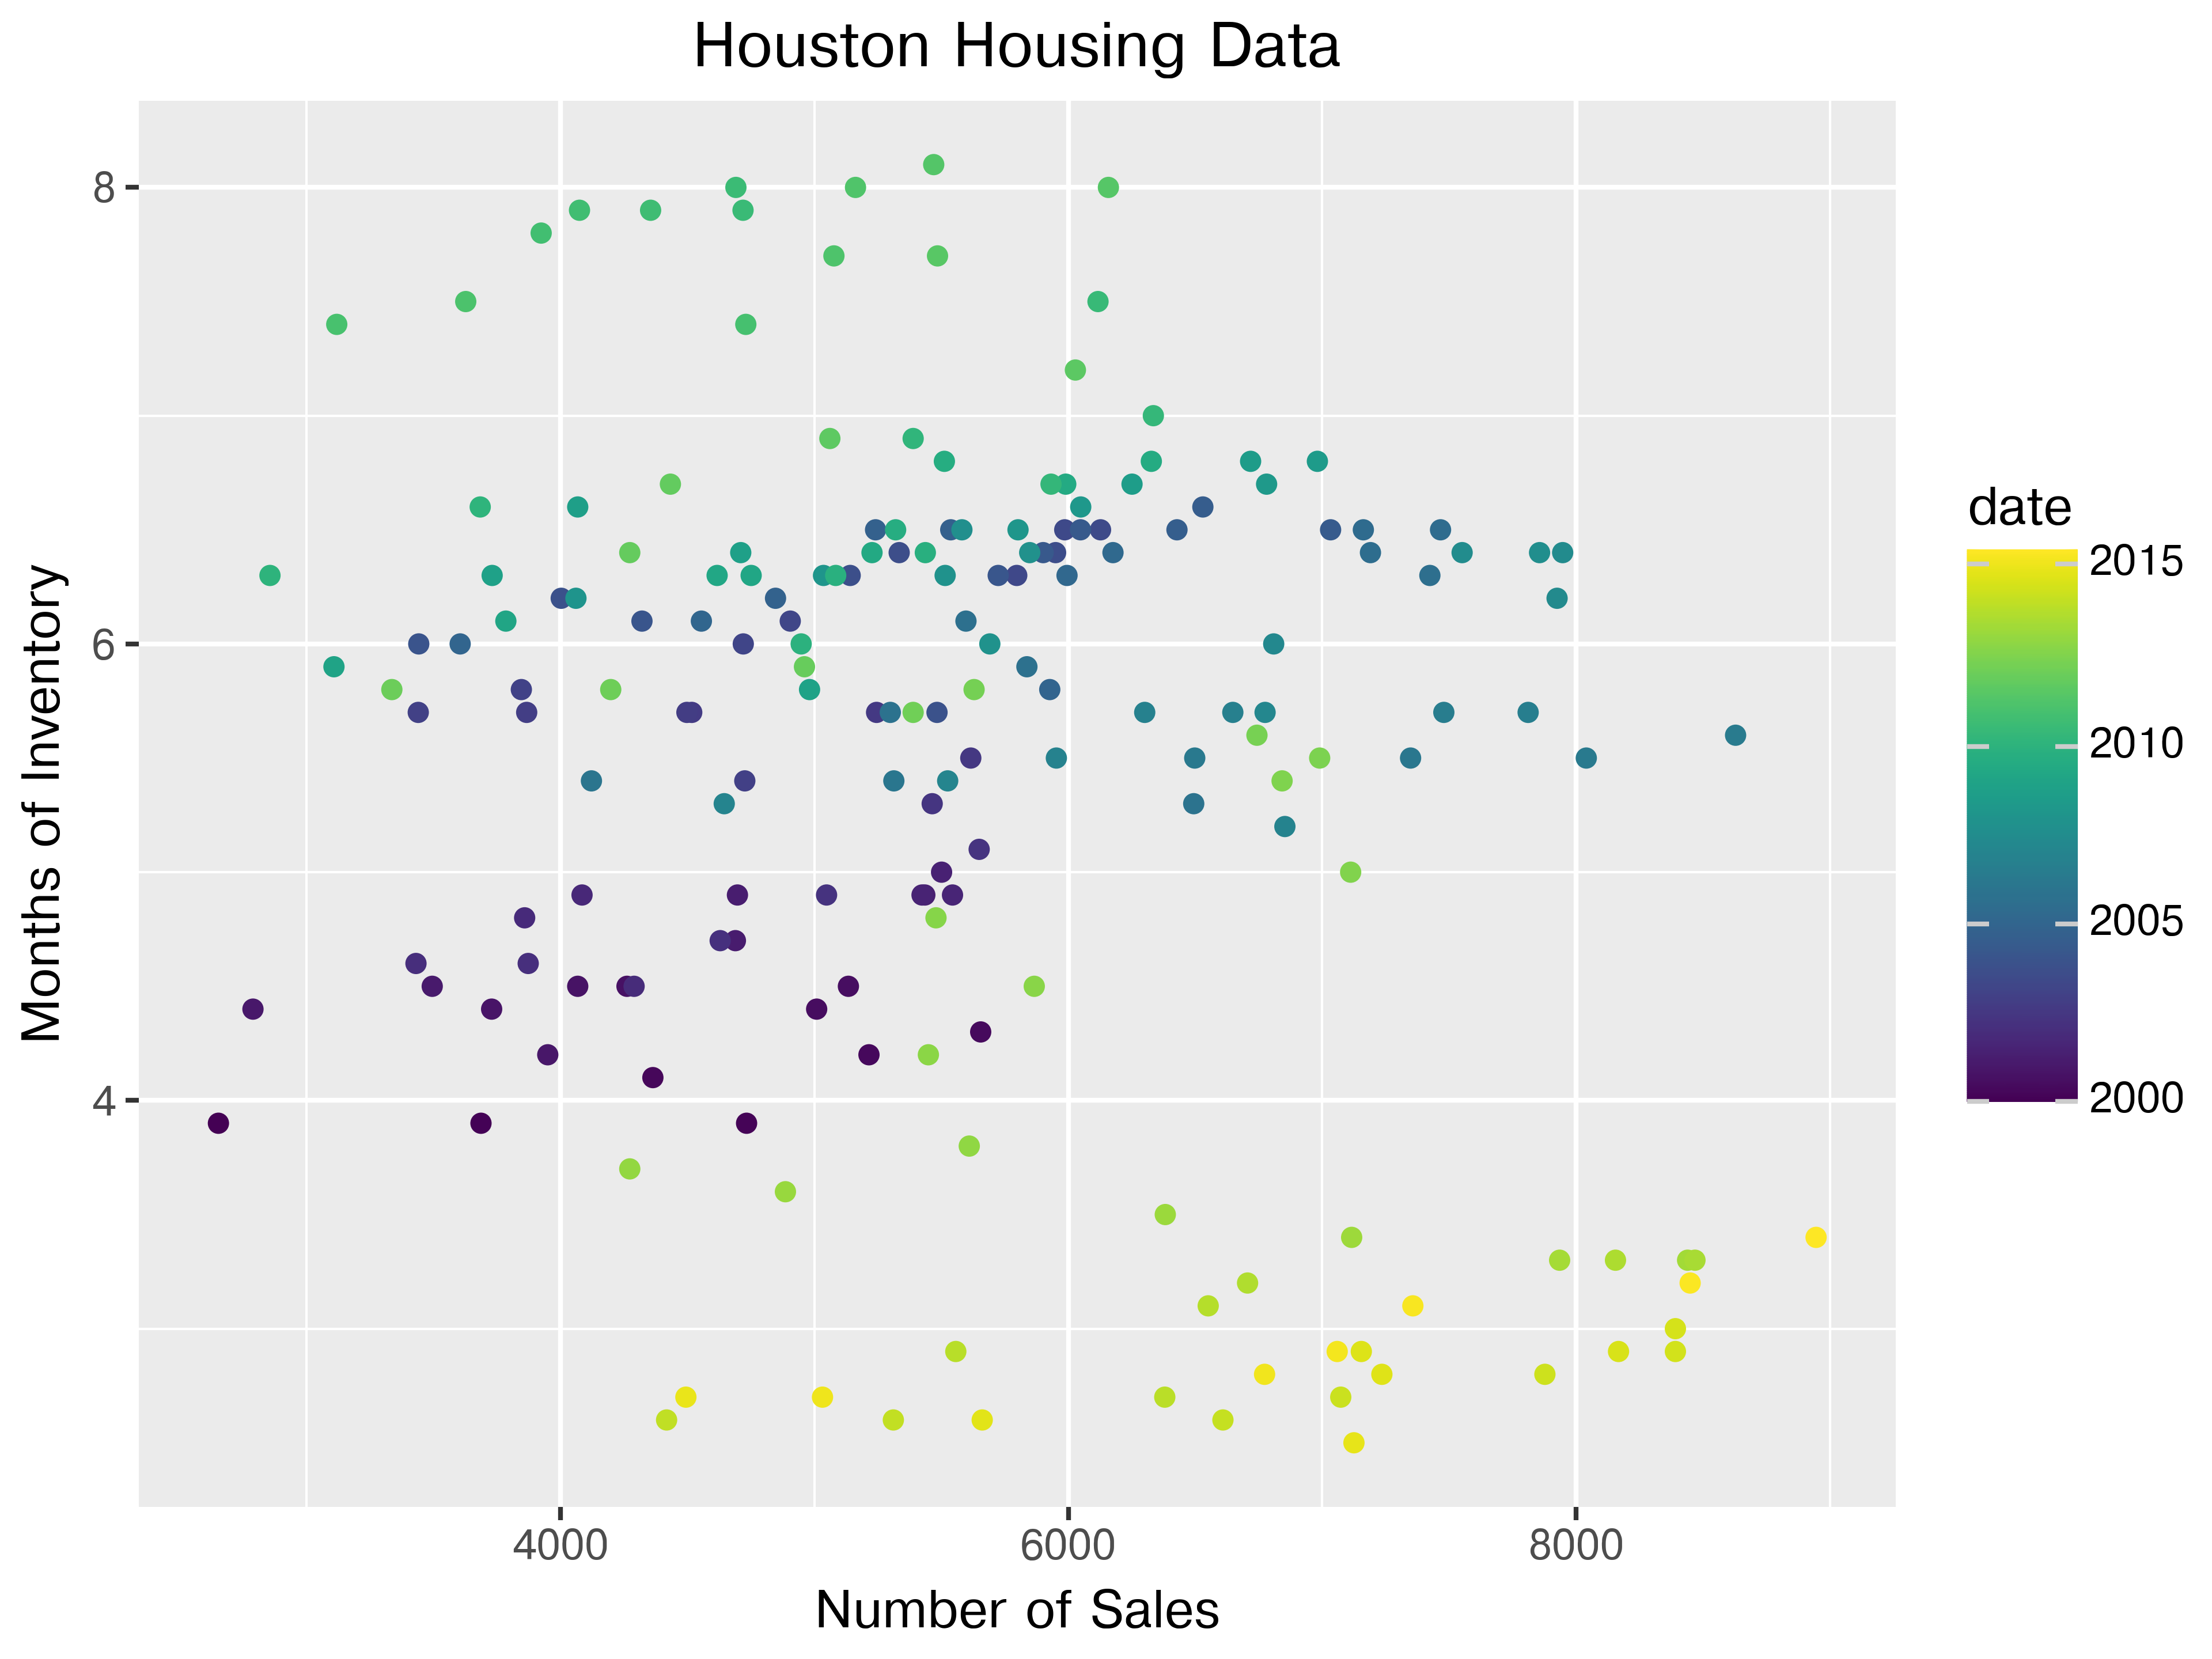 Houston Housing Data
Months of Inventory
8
6
4
4000 6000 8000
Number of Sales
date
2015
2010
2005
2000